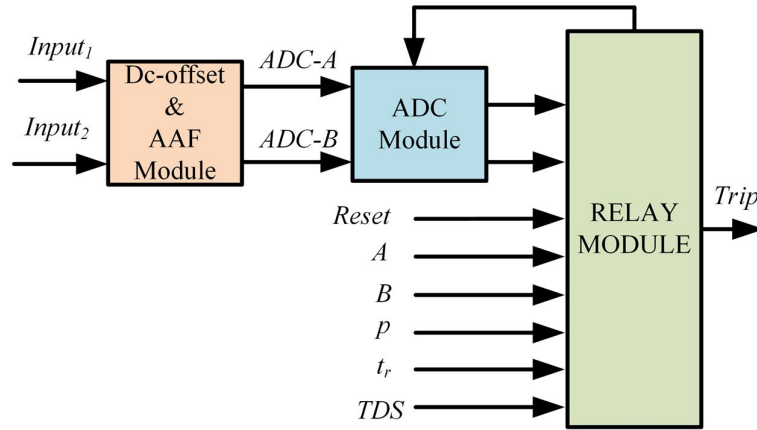 Input₁
Input₂
Dc-offset
&
AAF
Module
ADC-A
ADC-B
ADC
Module
Reset
A
B
p
tᵣ
TDS
RELAY
MODULE
Trip